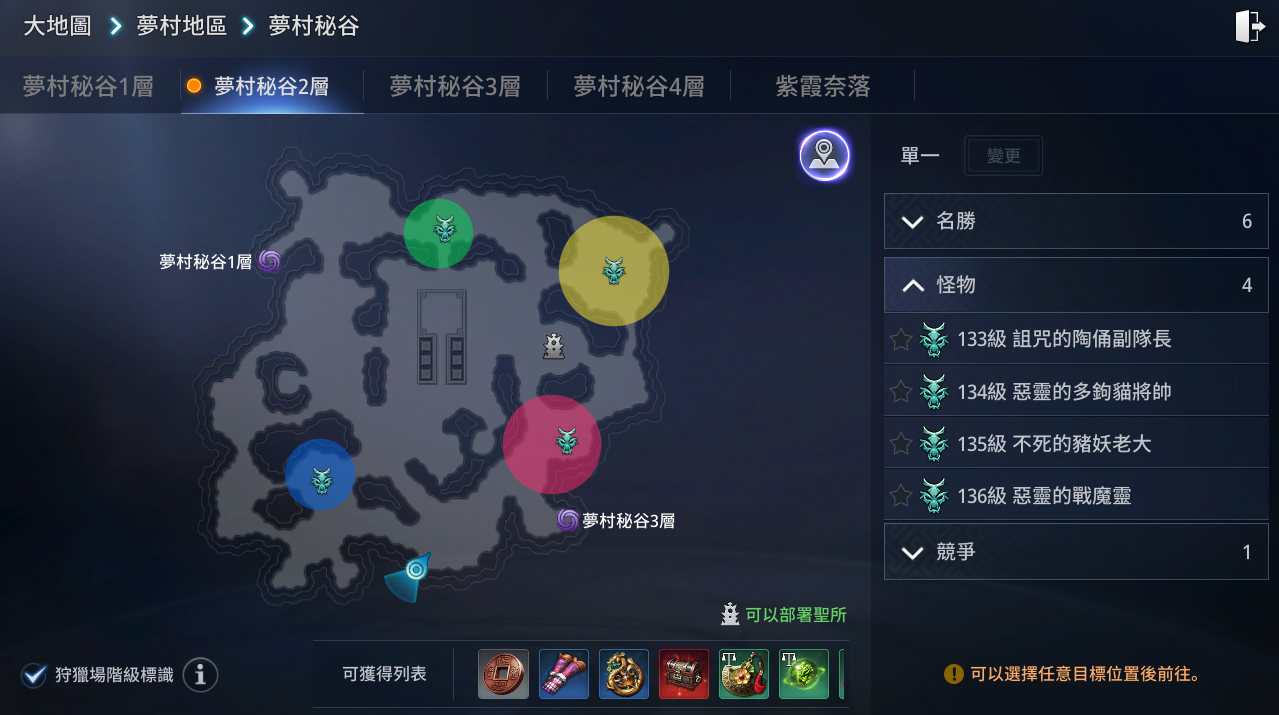 大地圖 夢村地區 夢村秘谷
夢村秘谷1層 夢村秘谷2層 夢村秘谷3層 夢村秘谷4層 紫霞奈落
單一 變更
名勝 6
夢村秘谷1層
怪物 4
133級 詛咒的陶俑副隊長
134級 惡靈的多鉤貓將帥
135級 不死的豬妖老大
136級 惡靈的戰魔靈
夢村秘谷3層
競爭 1
可以部署聖所
狩獵場階級標識
可獲得列表
可以選擇任意目標位置後前往。